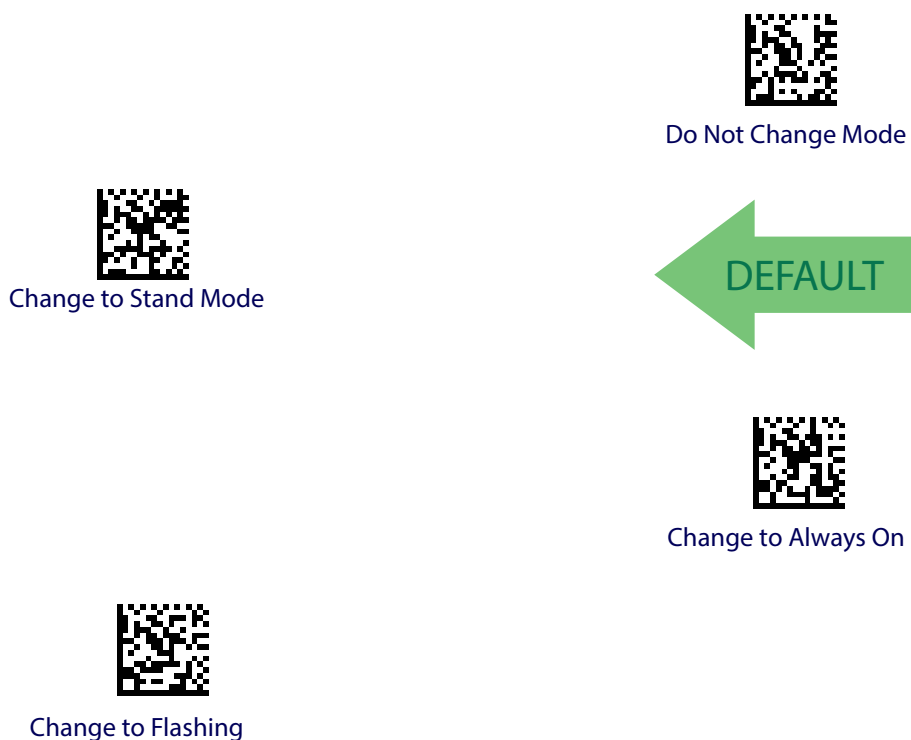 Do Not Change Mode
Change to Stand Mode
DEFAULT
Change to Always On
Change to Flashing